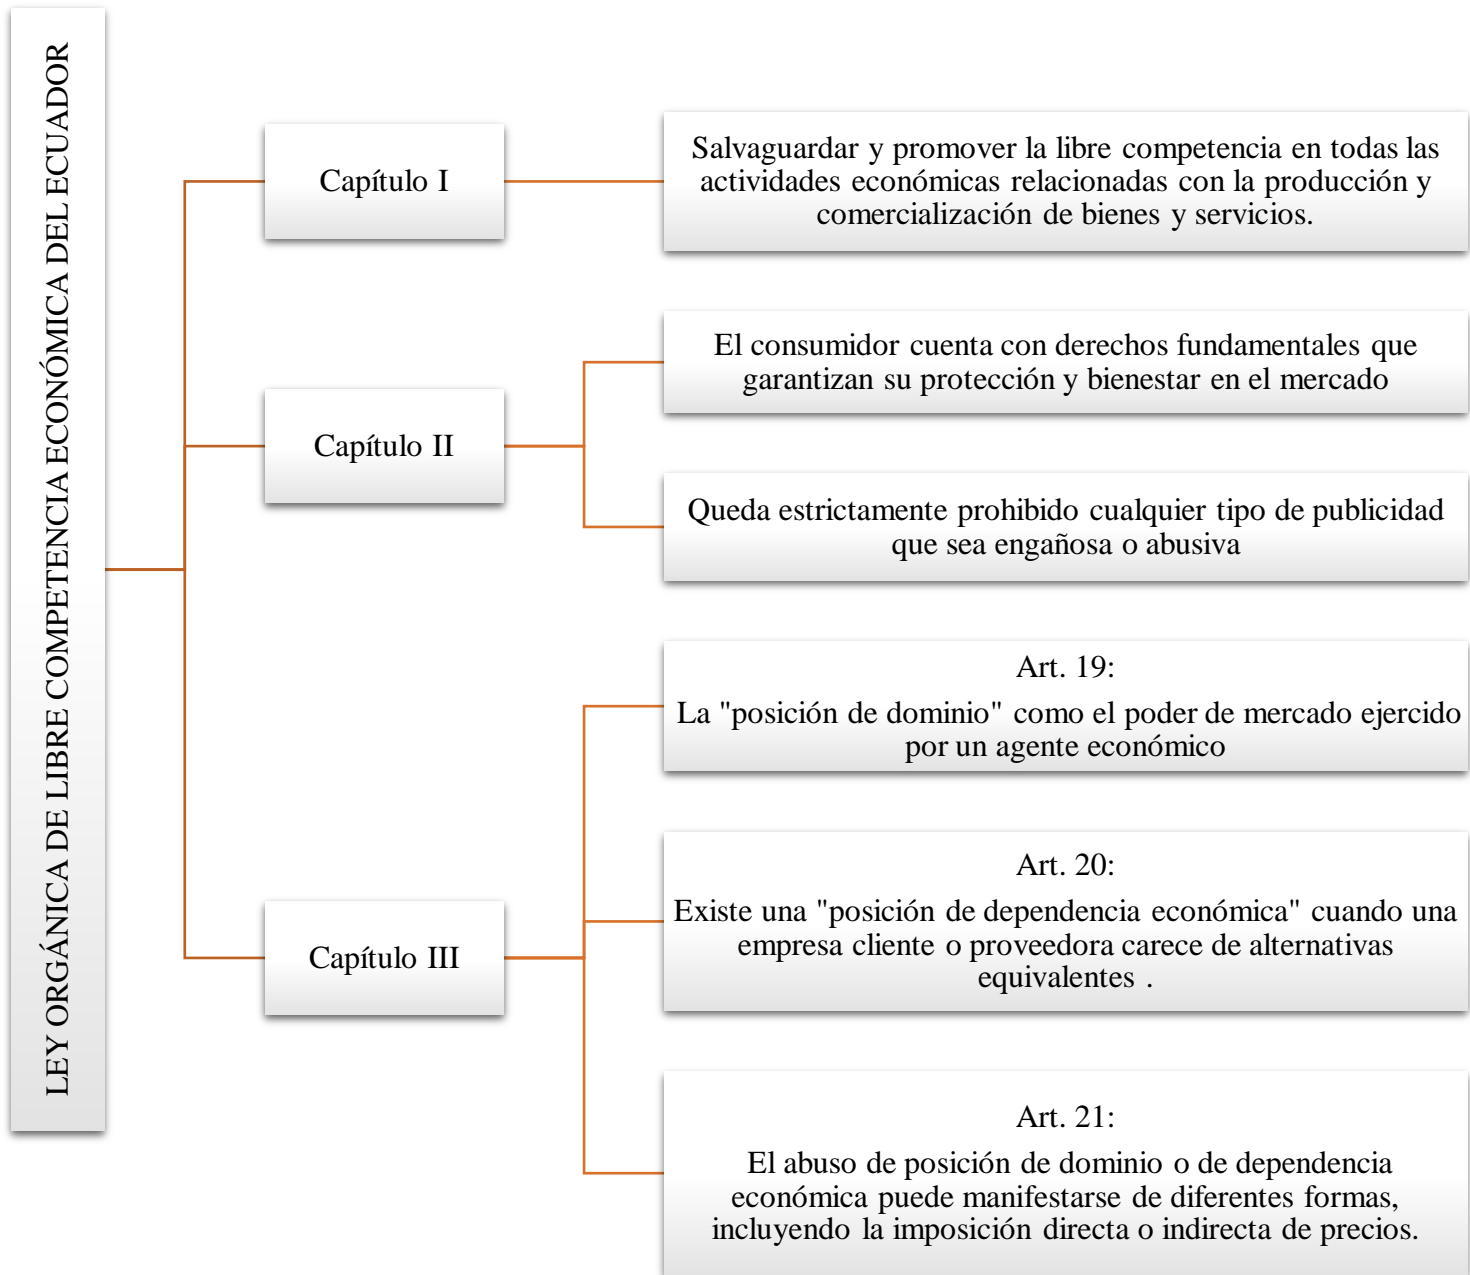 LEY ORGÁNICA DE LIBRE COMPETENCIA ECONÓMICA DEL ECUADOR
Capítulo I
Salvaguardar y promover la libre competencia en todas las
actividades económicas relacionadas con la producción y
comercialización de bienes y servicios.
Capítulo II
El consumidor cuenta con derechos fundamentales que
garantizan su protección y bienestar en el mercado
Queda estrictamente prohibido cualquier tipo de publicidad
que sea engañosa o abusiva
Capítulo III
Art. 19:
La "posición de dominio" como el poder de mercado ejercido
por un agente económico
Art. 20:
Existe una "posición de dependencia económica" cuando una
empresa cliente o proveedora carece de alternativas
equivalentes .
Art. 21:
El abuso de posición de dominio o de dependencia
económica puede manifestarse de diferentes formas,
incluyendo la imposición directa o indirecta de precios.